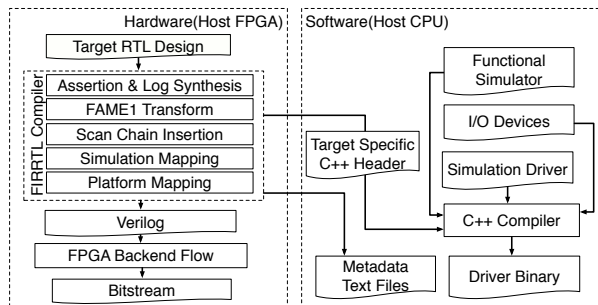 Hardware(Host FPGA)
Target RTL Design
FIRRTL Compiler
Assertion & Log Synthesis
FAME1 Transform
Scan Chain Insertion
Simulation Mapping
Platform Mapping
Verilog
FPGA Backend Flow
Bitstream
Software(Host CPU)
Functional
Simulator
I/O Devices
Target Specific
C++ Header
Simulation Driver
C++ Compiler
Metadata
Text Files
Driver Binary